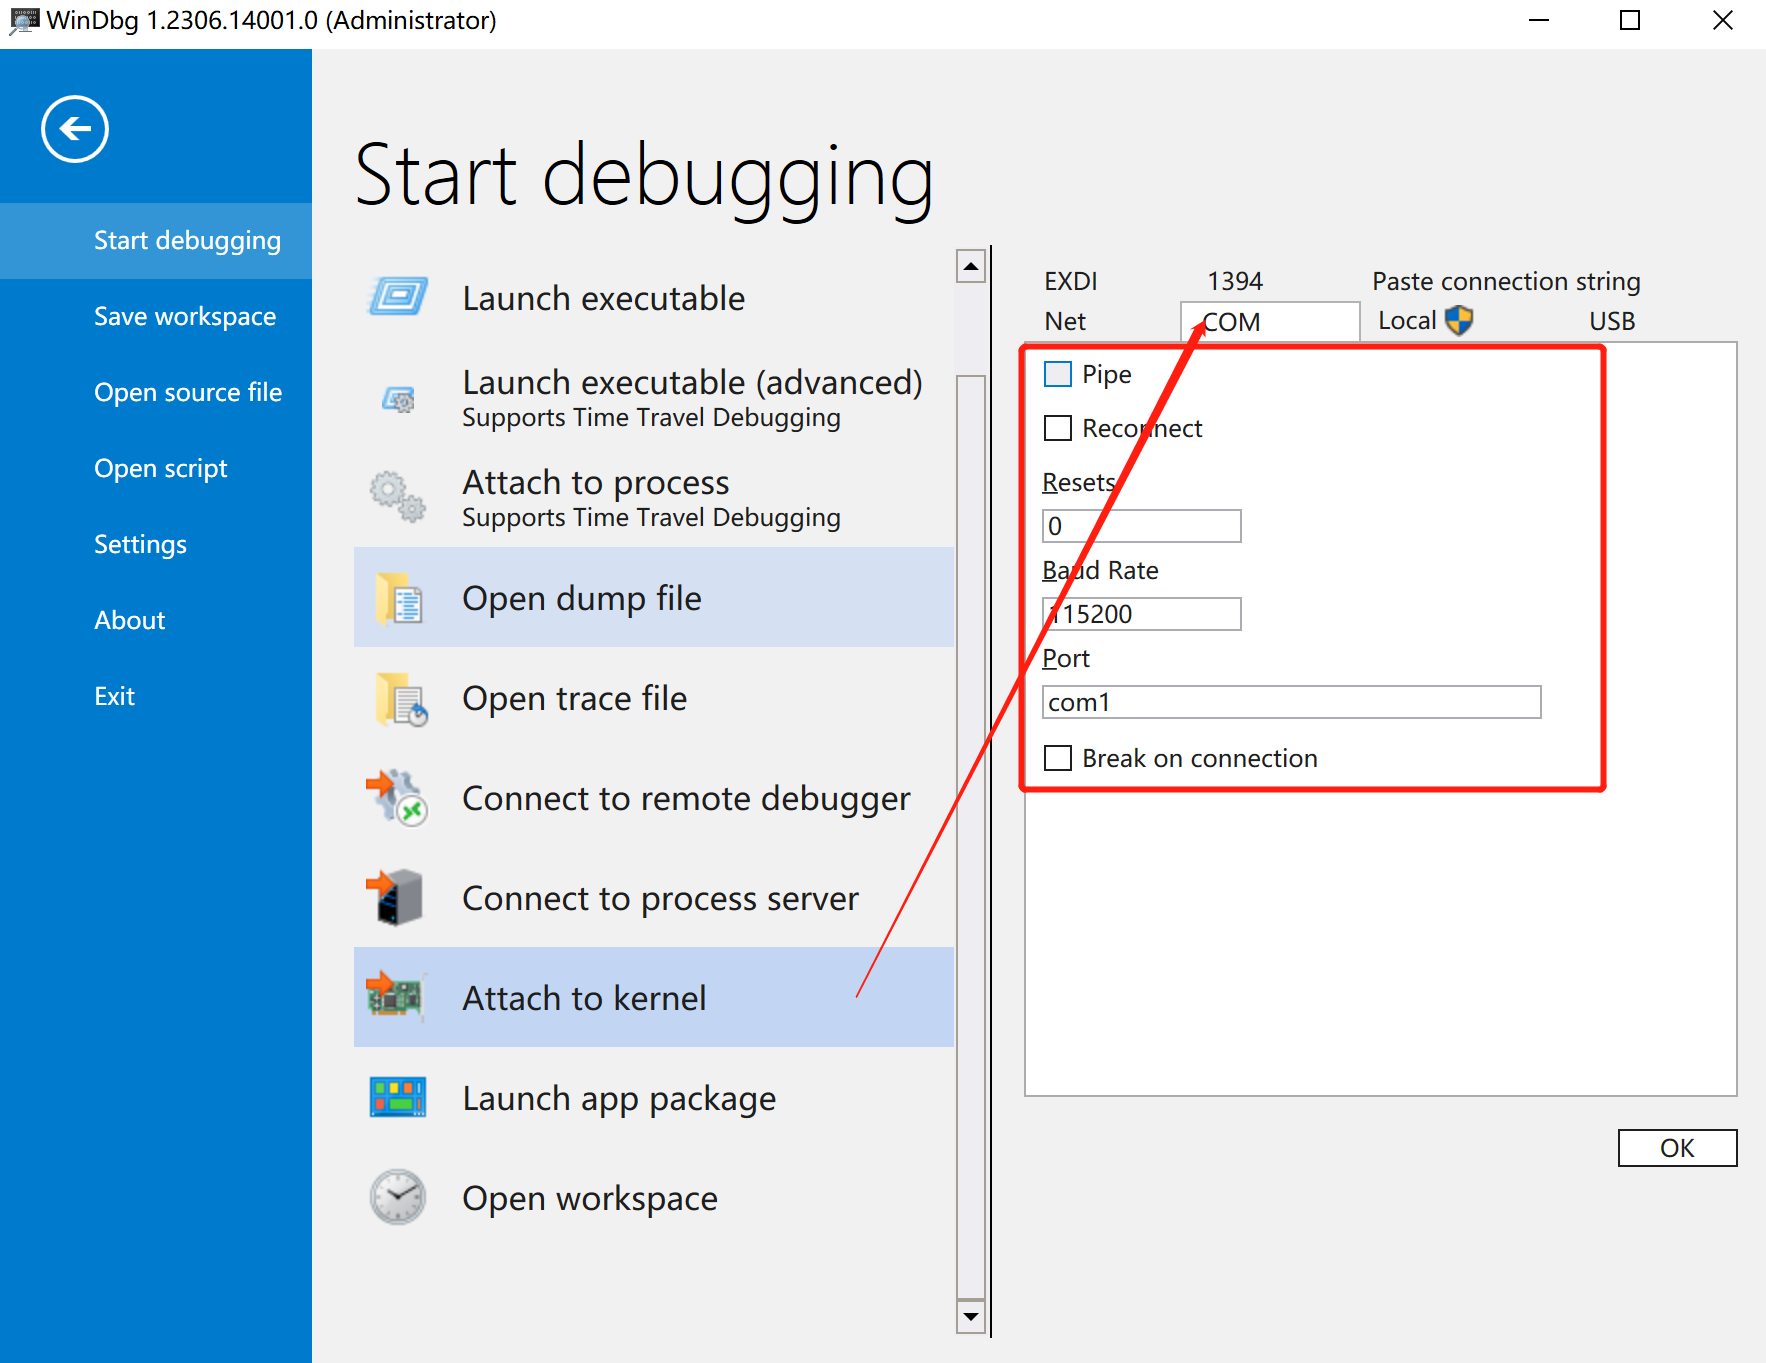 WinDbg 1.2306.14001.0 (Administrator)
Start debugging
Save workspace
Open source file
Open script
Settings
About
Exit
Start debugging
Launch executable
Launch executable (advanced)
Supports Time Travel Debugging
Attach to process
Supports Time Travel Debugging
Open dump file
Open trace file
Connect to remote debugger
Connect to process server
Attach to kernel
Launch app package
Open workspace
EXDI 1394 Paste connection string
Net COM Local USB
Pipe
Reconnect
Resets
0
Baud Rate
115200
Port
com1
Break on connection
OK